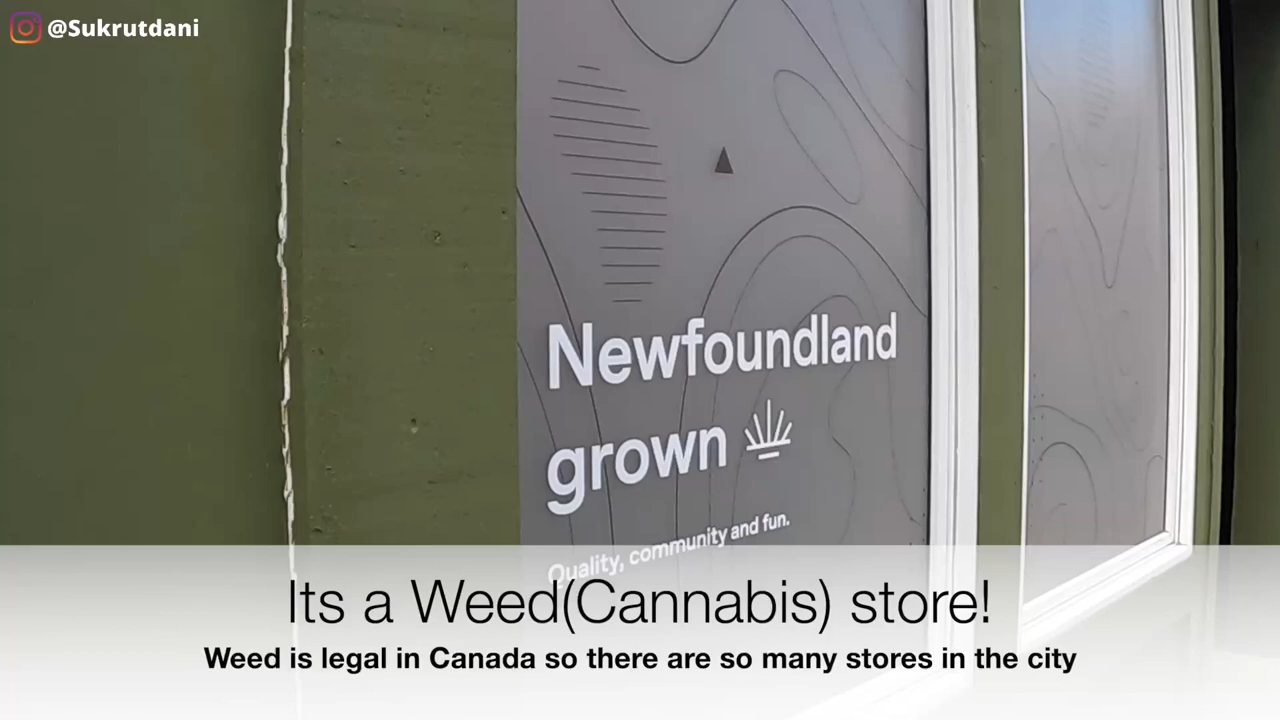 @Sukrutdani
Newfoundland
grown
Quality, community and fun.
Its a Weed(Cannabis) store!
Weed is legal in Canada so there are so many stores in the city